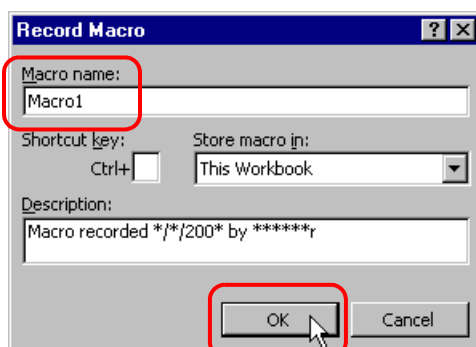 Record Macro
Macro name:
Macro1
Shortcut key:
Store macro in:
Ctrl+
This Workbook
Description:
Macro recorded */*/200* by ******r
OK
Cancel